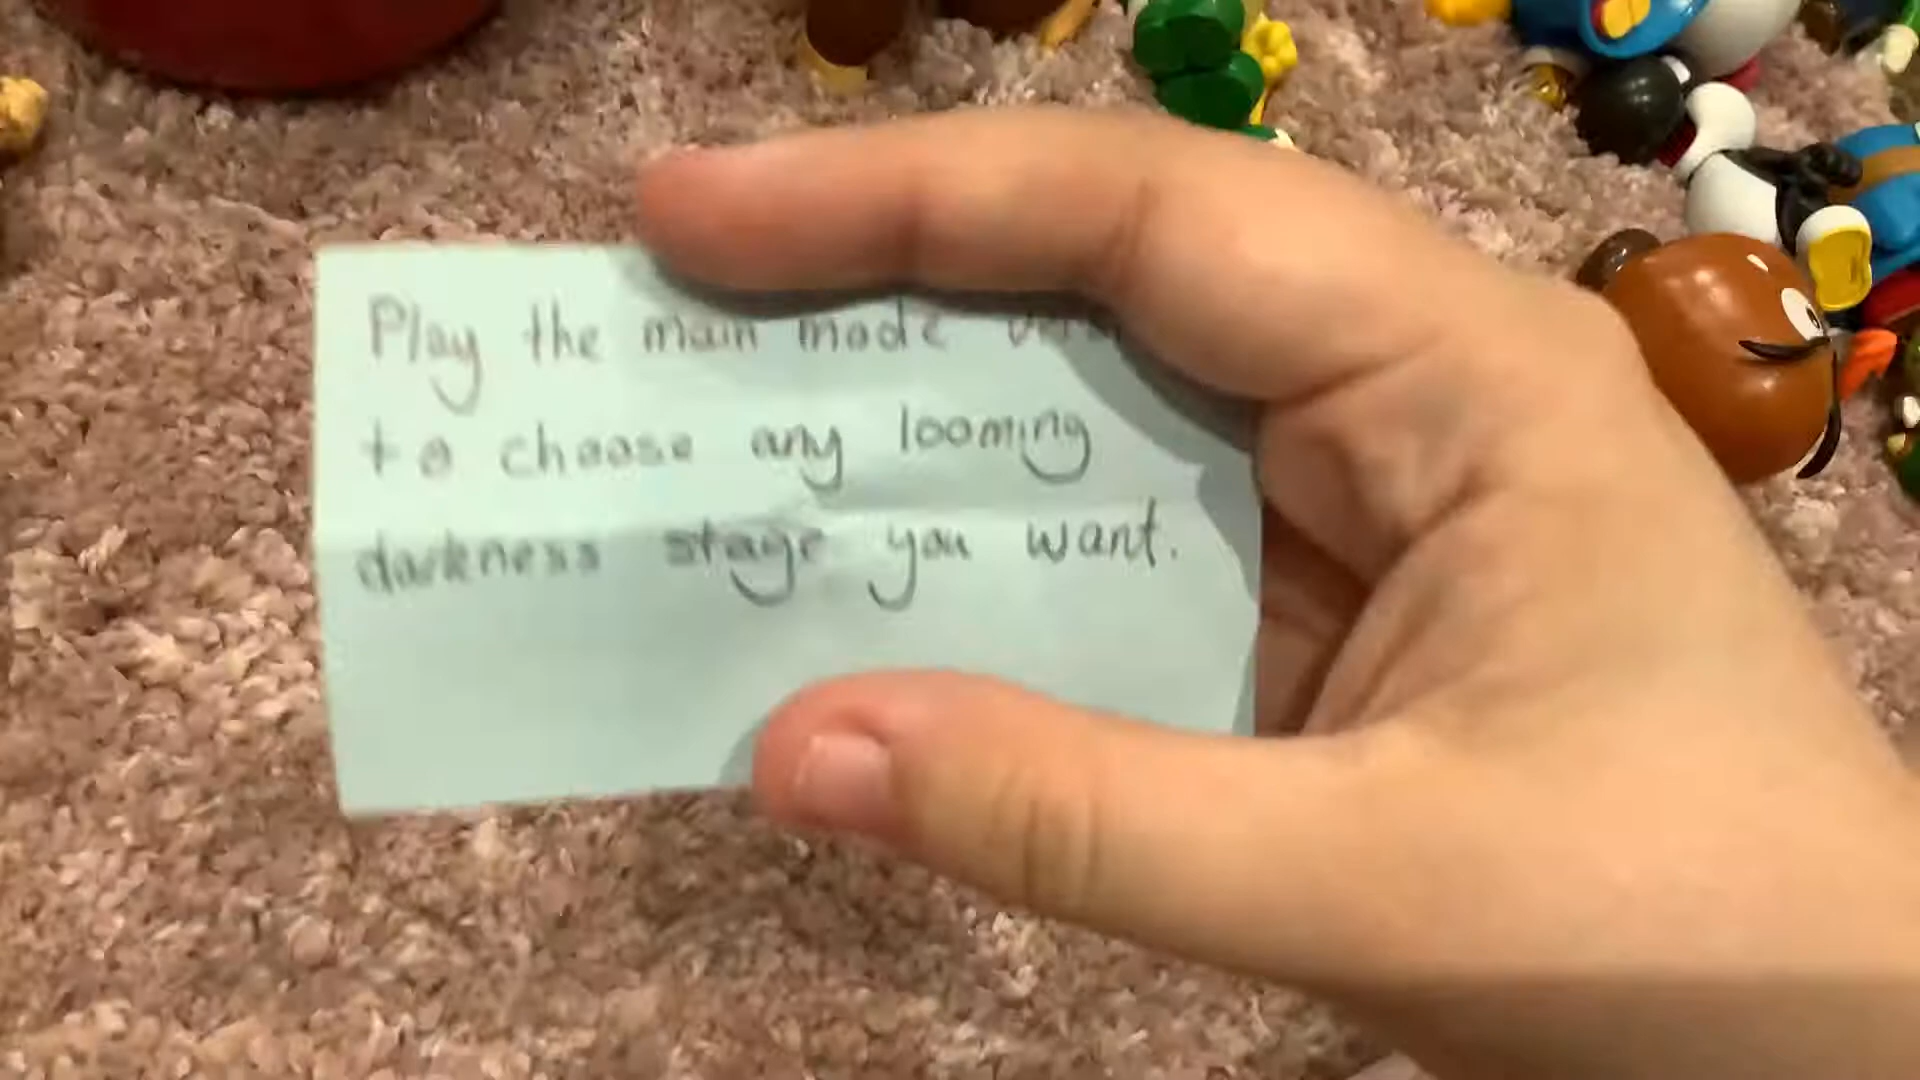 Play the main mode
to choose any looming
darkness stage you want.